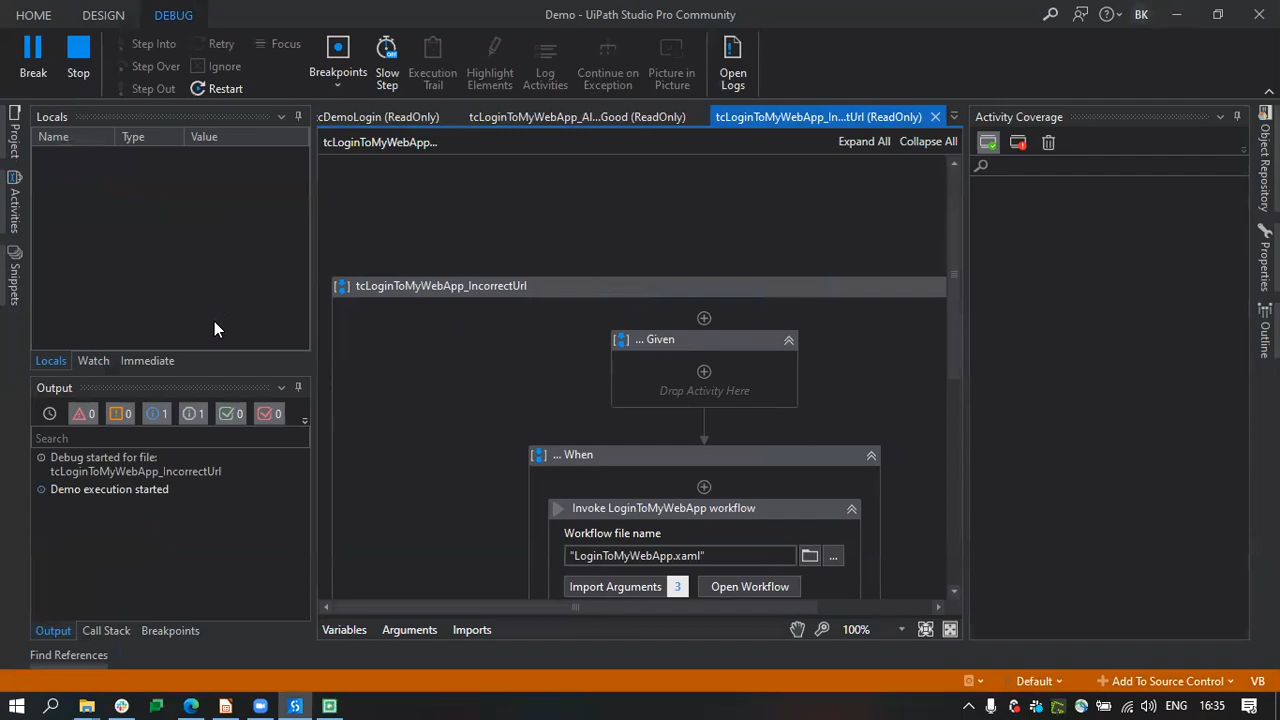 HOME DESIGN DEBUG Demo - UiPath Studio Pro Community BK
Break
Stop
Step Into
Step Over
Step Out
Retry
Ignore
Restart
Focus
Breakpoints
Slow
Step
Execution
Trail
Highlight
Elements
Log
Activities
Continue on
Exception
Picture in
Picture
Open
Logs
Project
Activities
Snippets
Locals
Name Type Value
Locals Watch Immediate
Output
0 0 1 1 0 0
Search
Debug started for file:
tcLoginToMyWebApp_IncorrectUrl
Demo execution started
Output Call Stack Breakpoints
Find References
:cDemoLogin (ReadOnly) tcLoginToMyWebApp_Al...Good (ReadOnly) tcLoginToMyWebApp_In...tUrl (ReadOnly)
tcLoginToMyWebApp... Expand All Collapse All
tcLoginToMyWebApp_IncorrectUrl
... Given
Drop Activity Here
... When
Invoke LoginToMyWebApp workflow
Workflow file name
"LoginToMyWebApp.xaml" ...
Import Arguments 3 Open Workflow
Variables Arguments Imports 100%
Activity Coverage
Object Repository
Properties
Outline
0 Default Add To Source Control VB
ENG 16:35